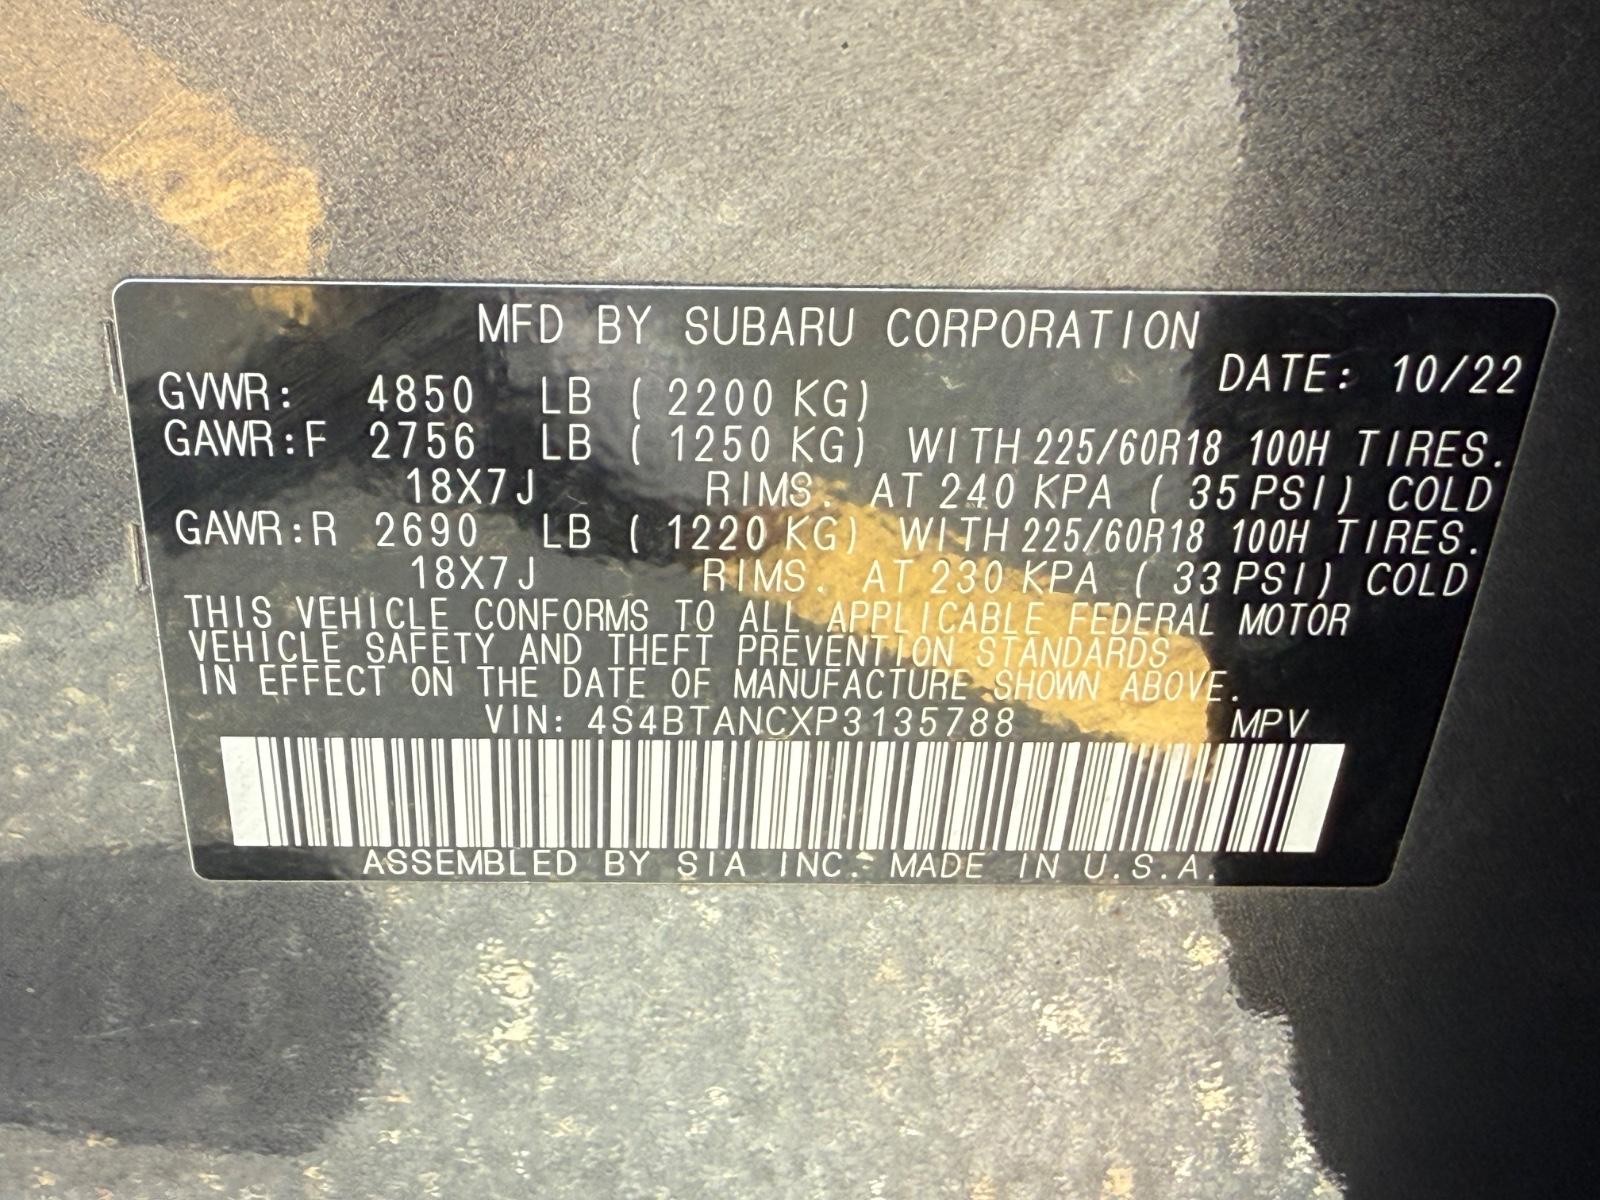 MFD BY SUBARU CORPORATION
DATE: 10/22
GVWR: 4850 LB ( 2200 KG)
GAWR:F 2756 LB ( 1250 KG) WITH 225/60R18 100H TIRES.
18X7J RIMS. AT 240 KPA ( 35 PSI) COLD
GAWR:R 2690 LB ( 1220 KG) WITH 225/60R18 100H TIRES.
18X7J RIMS. AT 230 KPA ( 33 PSI) COLD
THIS VEHICLE CONFORMS TO ALL APPLICABLE FEDERAL MOTOR
VEHICLE SAFETY AND THEFT PREVENTION STANDARDS
IN EFFECT ON THE DATE OF MANUFACTURE SHOWN ABOVE.
VIN: 4S4BTANCXP3135788 MPV
ASSEMBLED BY SIA INC. MADE IN U.S.A.